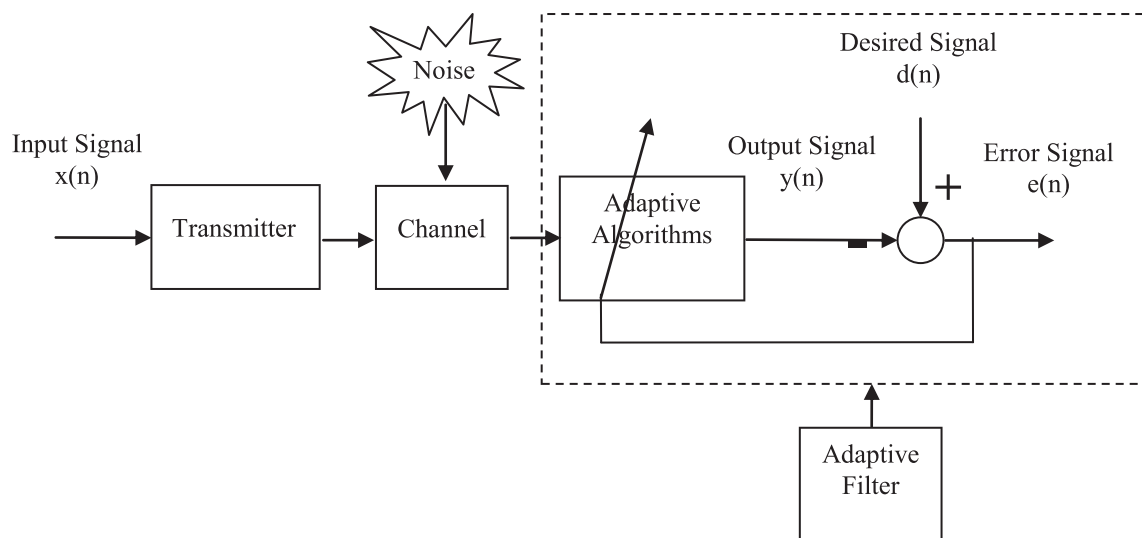 Noise
Desired Signal
d(n)
Input Signal
x(n)
Output Signal
y(n)
Error Signal
e(n)
+
Transmitter
Channel
Adaptive
Algorithms
-
Adaptive
Filter